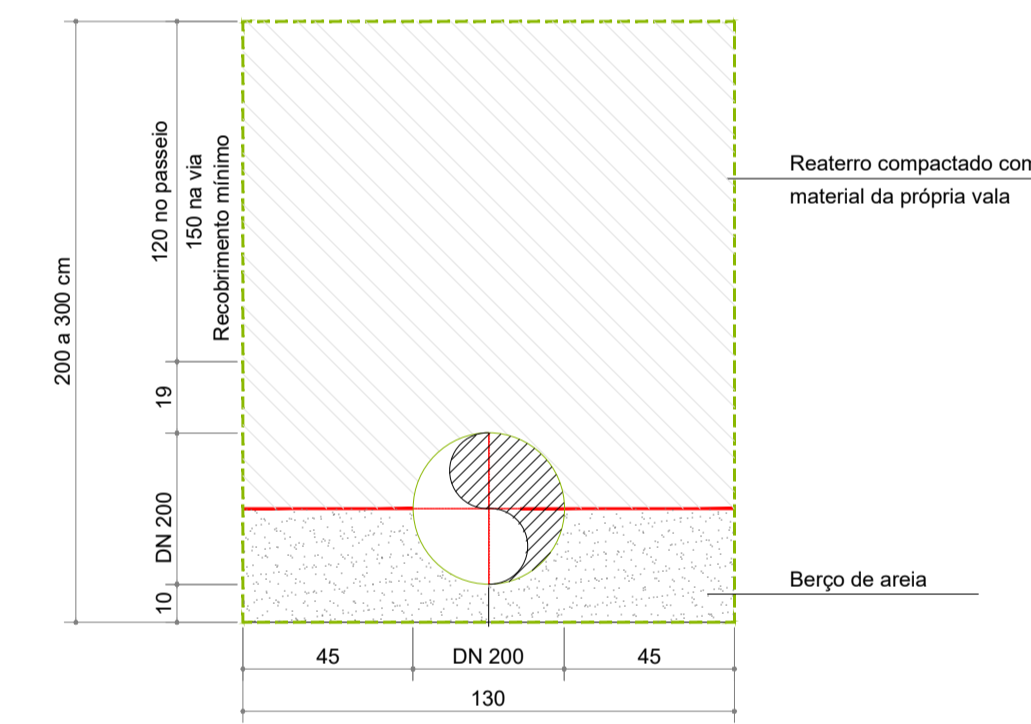 200 a 300 cm
120 no passeio
150 na via
Recobrimento mínimo
19
DN 200
10
Reaterro compactado com
material da própria vala
Berço de areia
45
DN 200
45
130